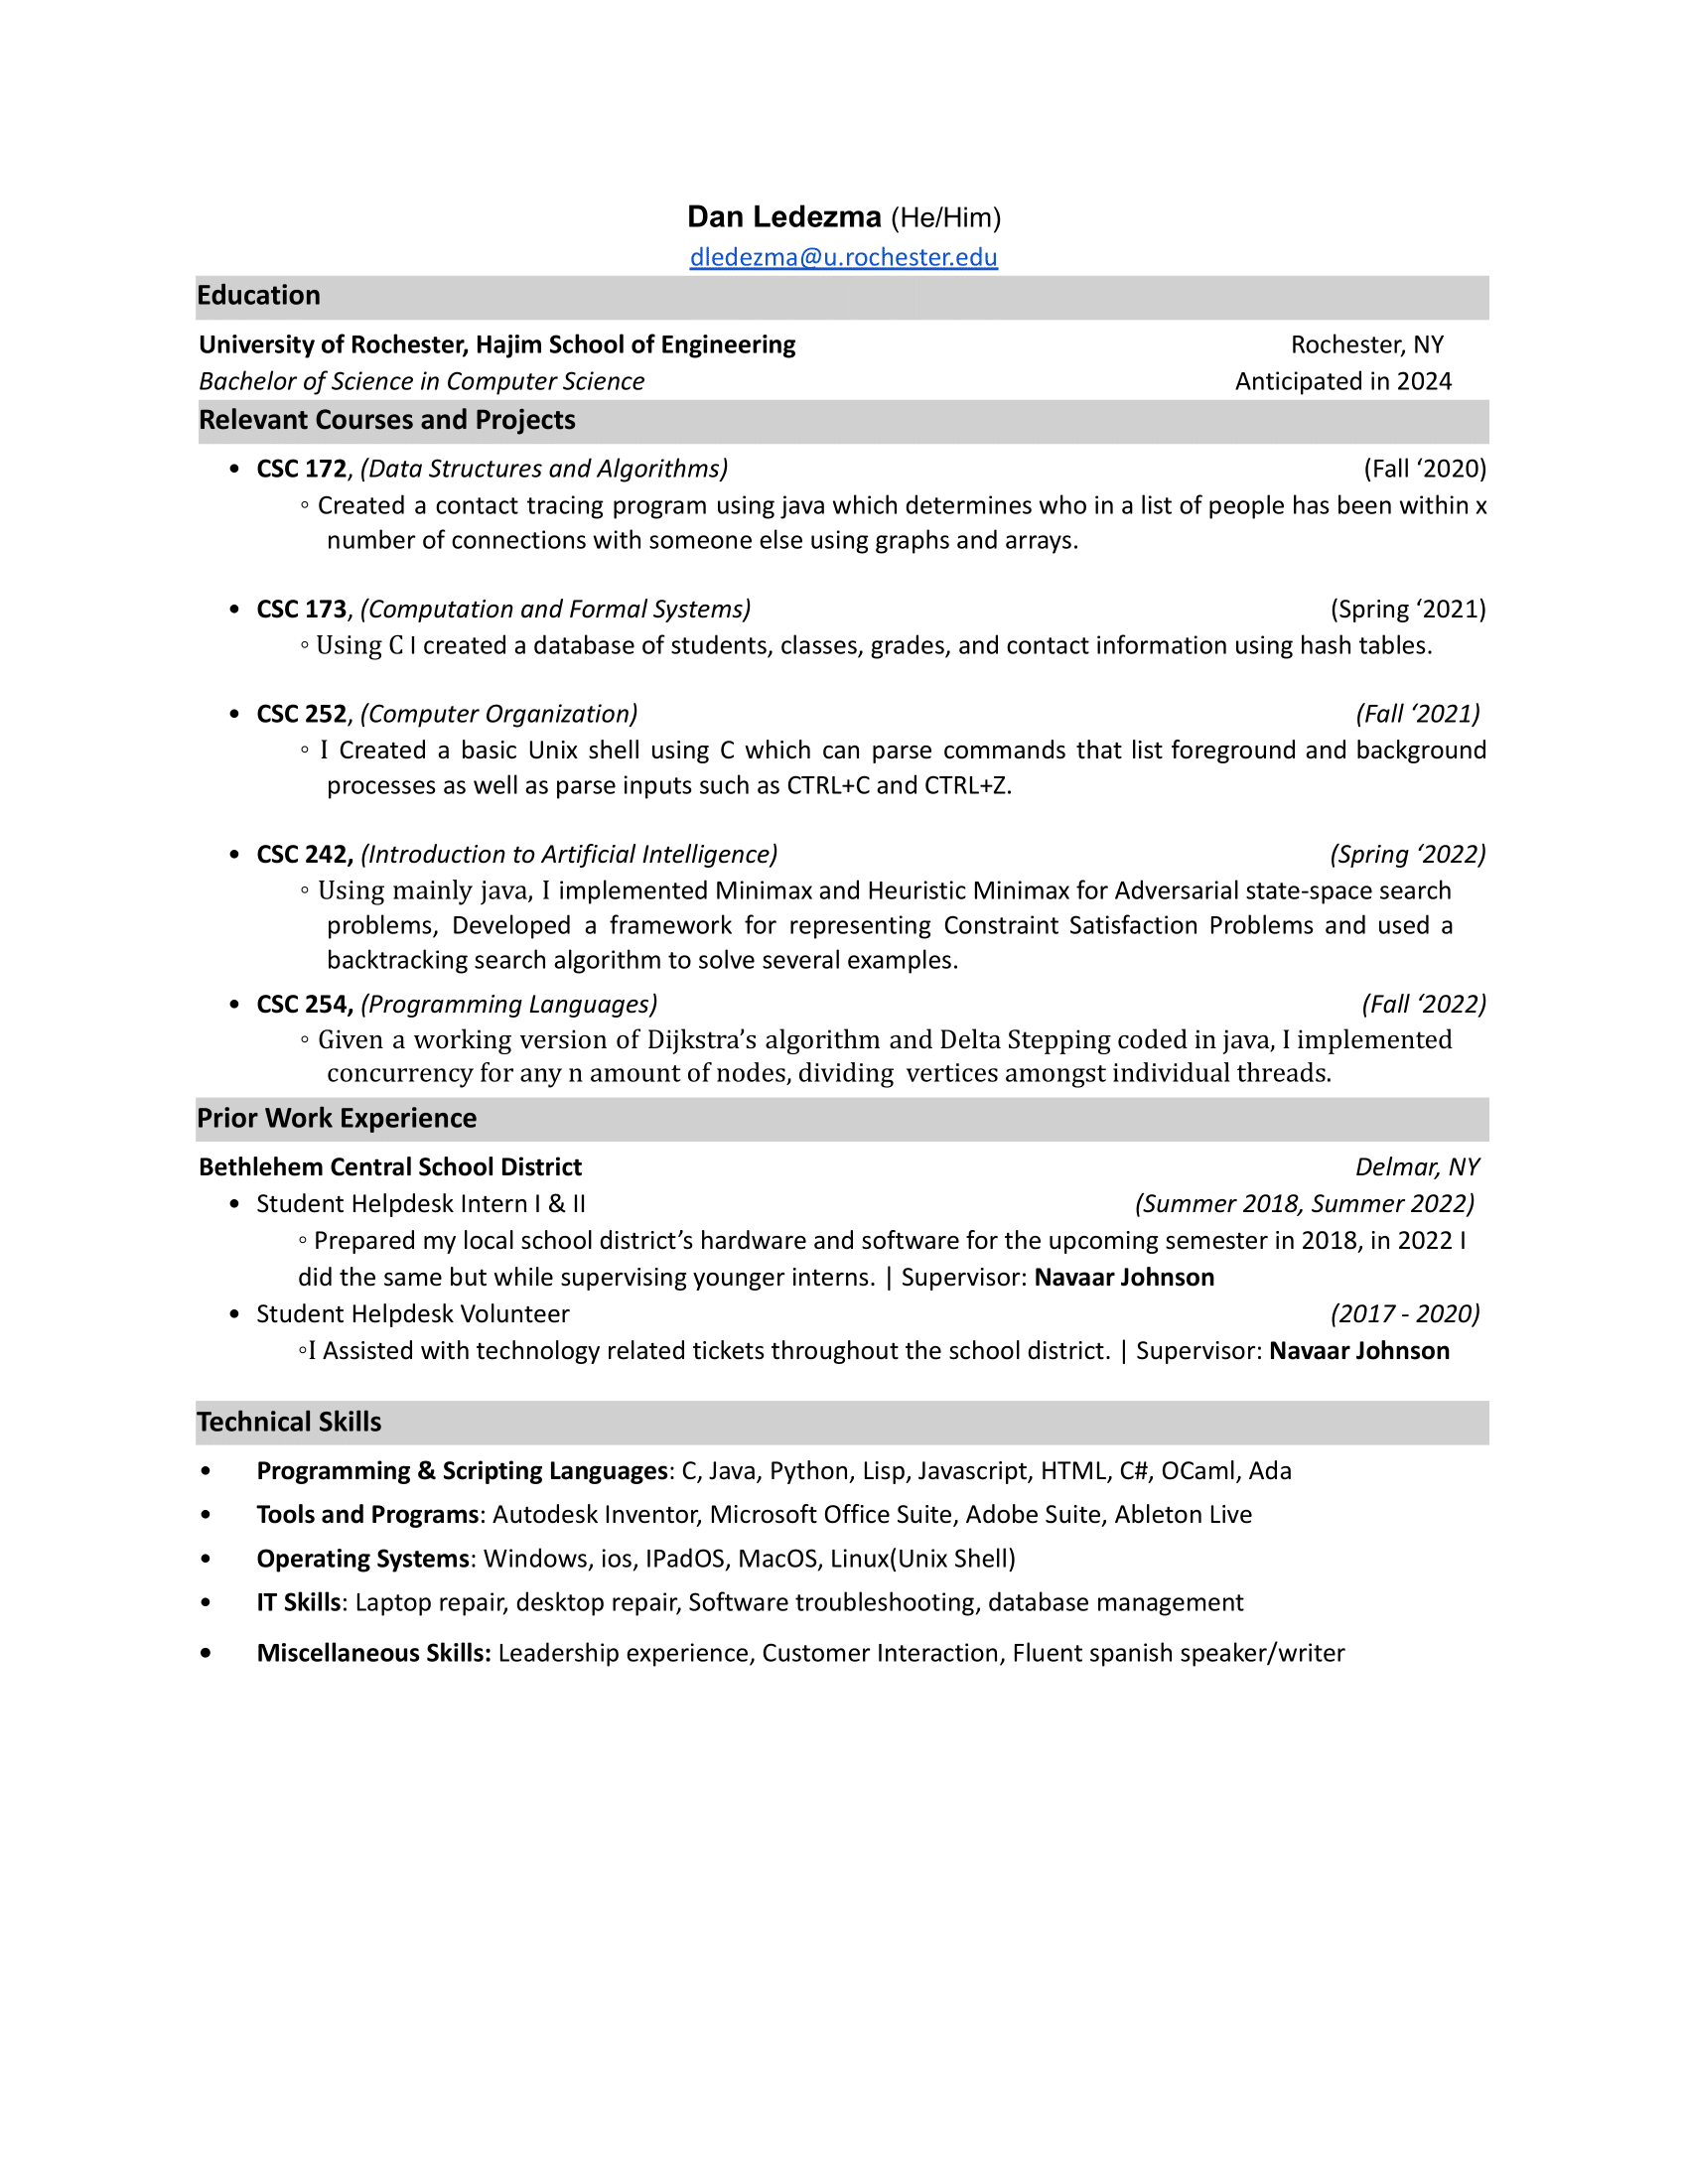 Dan Ledezma (He/Him)
dledezma@u.rochester.edu
Education
University of Rochester, Hajim School of Engineering Rochester, NY
Bachelor of Science in Computer Science Anticipated in 2024
Relevant Courses and Projects
• CSC 172, (Data Structures and Algorithms) (Fall ‘2020)
◦ Created a contact tracing program using java which determines who in a list of people has been within x
number of connections with someone else using graphs and arrays.
• CSC 173, (Computation and Formal Systems) (Spring ‘2021)
◦ Using C I created a database of students, classes, grades, and contact information using hash tables.
• CSC 252, (Computer Organization) (Fall ‘2021)
◦ I Created a basic Unix shell using C which can parse commands that list foreground and background
processes as well as parse inputs such as CTRL+C and CTRL+Z.
• CSC 242, (Introduction to Artificial Intelligence) (Spring ‘2022)
◦ Using mainly java, I implemented Minimax and Heuristic Minimax for Adversarial state-space search
problems, Developed a framework for representing Constraint Satisfaction Problems and used a
backtracking search algorithm to solve several examples.
• CSC 254, (Programming Languages) (Fall ‘2022)
◦ Given a working version of Dijkstra’s algorithm and Delta Stepping coded in java, I implemented
concurrency for any n amount of nodes, dividing vertices amongst individual threads.
Prior Work Experience
Bethlehem Central School District Delmar, NY
• Student Helpdesk Intern I & II (Summer 2018, Summer 2022)
◦ Prepared my local school district’s hardware and software for the upcoming semester in 2018, in 2022 I
did the same but while supervising younger interns. | Supervisor: Navaar Johnson
• Student Helpdesk Volunteer (2017 - 2020)
◦I Assisted with technology related tickets throughout the school district. | Supervisor: Navaar Johnson
Technical Skills
• Programming & Scripting Languages: C, Java, Python, Lisp, Javascript, HTML, C#, OCaml, Ada
• Tools and Programs: Autodesk Inventor, Microsoft Office Suite, Adobe Suite, Ableton Live
• Operating Systems: Windows, ios, IPadOS, MacOS, Linux(Unix Shell)
• IT Skills: Laptop repair, desktop repair, Software troubleshooting, database management
• Miscellaneous Skills: Leadership experience, Customer Interaction, Fluent spanish speaker/writer